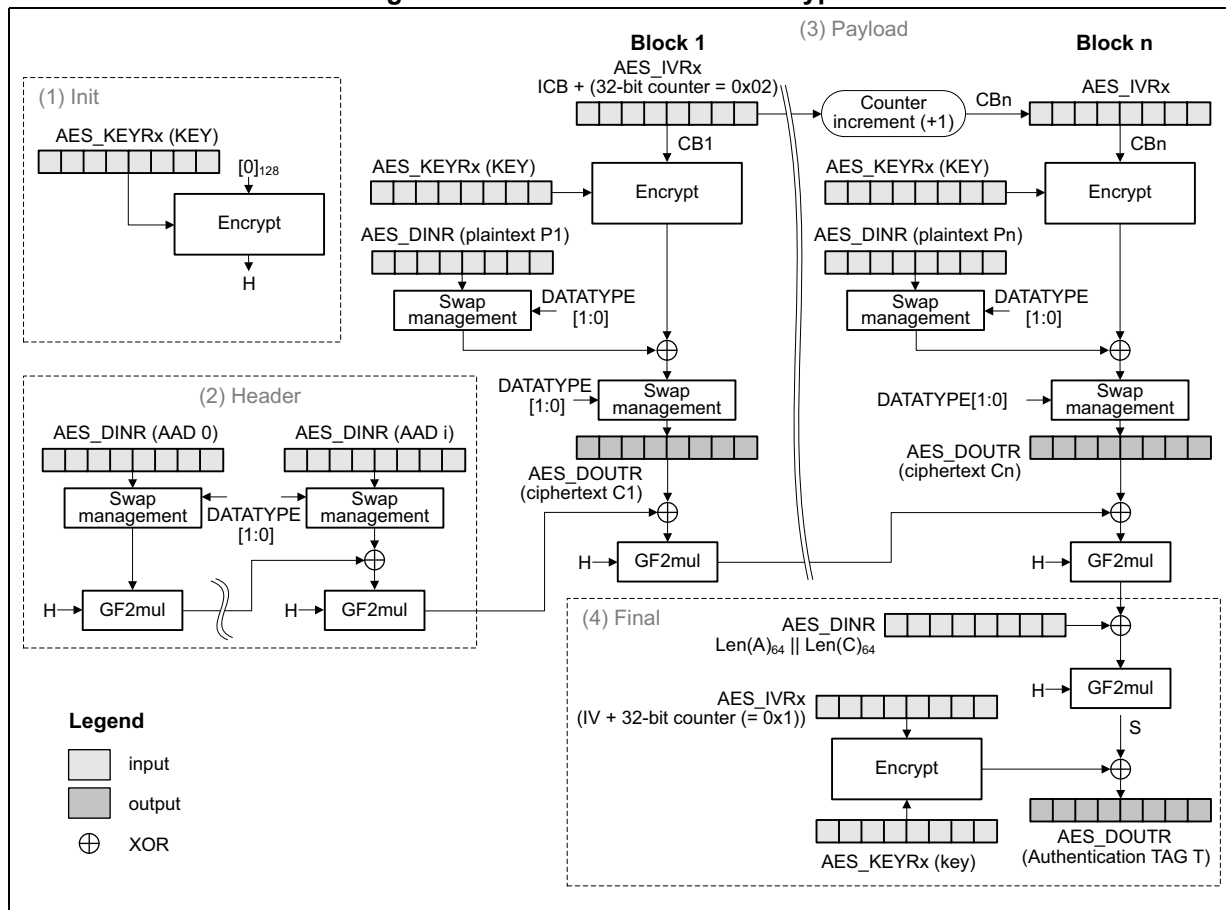 (3) Payload
Block 1
Block n
(1) Init
AES_KEYRx (KEY)
[0]128
Encrypt
H
AES_IVRx
ICB + (32-bit counter = 0x02)
Counter
increment (+1)
CBn
AES_IVRx
CB1
CBn
AES_KEYRx (KEY)
Encrypt
AES_KEYRx (KEY)
Encrypt
AES_DINR (plaintext P1)
Swap
management
DATATYPE
[1:0]
AES_DINR (plaintext Pn)
Swap
management
DATATYPE
[1:0]
DATATYPE
[1:0]
Swap
management
DATATYPE[1:0]
Swap
management
AES_DOUTR
(ciphertext C1)
AES_DOUTR
(ciphertext Cn)
H
GF2mul
H
GF2mul
(2) Header
AES_DINR (AAD 0)
AES_DINR (AAD i)
Swap
management
DATATYPE
[1:0]
Swap
management
H
GF2mul
H
GF2mul
(4) Final
AES_DINR
Len(A)64 || Len(C)64
H
GF2mul
AES_IVRx
(IV + 32-bit counter (= 0x1))
S
Encrypt
AES_KEYRx (key)
AES_DOUTR
(Authentication TAG T)
Legend
input
output
XOR